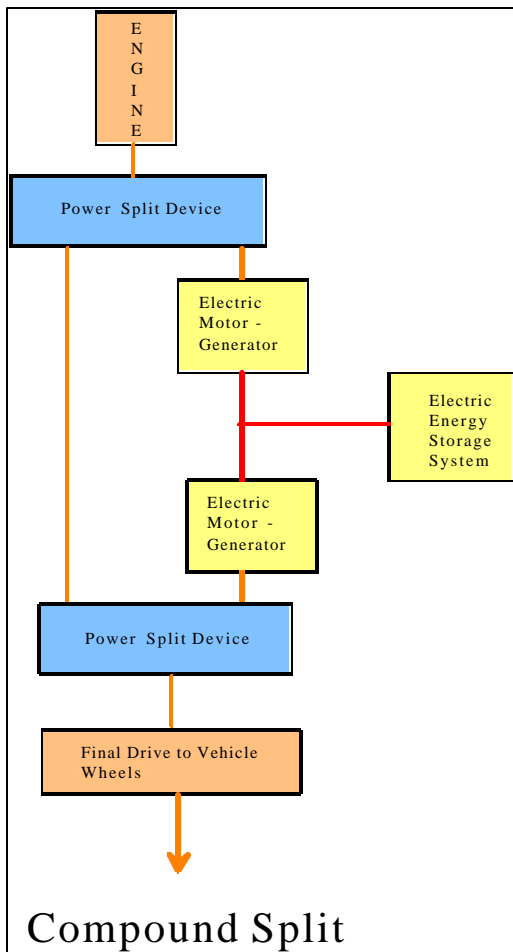 E
N
G
I
N
E
Power Split Device
Electric
Motor -
Generator
Electric
Energy
Storage
System
Electric
Motor -
Generator
Power Split Device
Final Drive to Vehicle
Wheels
Compound Split